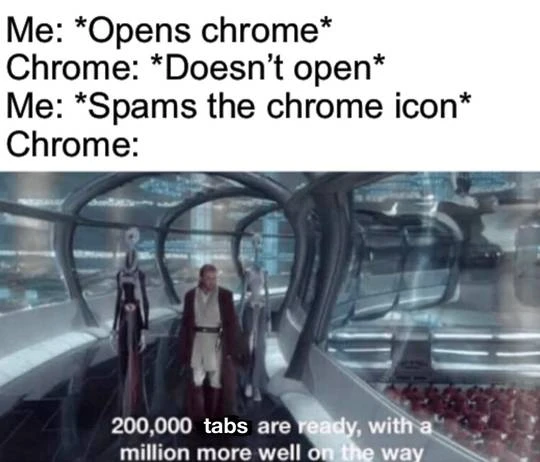 Me: *Opens chrome*
Chrome: *Doesn’t open*
Me: *Spams the chrome icon*
Chrome:
200,000 tabs are ready, with a
million more well on the way